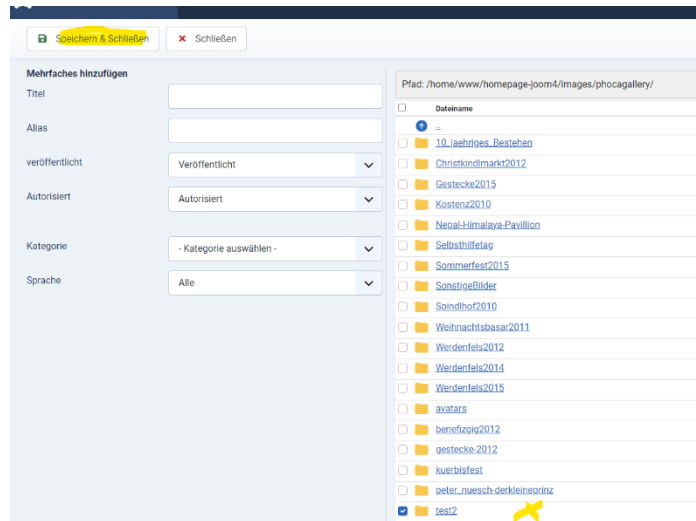 Speichern & Schließen
Schließen
Mehrfaches hinzufügen
Titel
Alias
veröffentlicht
Veröffentlicht
Autorisiert
Autorisiert
Kategorie
- Kategorie auswählen -
Sprache
Alle
Pfad: /home/www/homepage-joom4/images/phocagallery/
Dateiname
..
10_jaehriges_Bestehen
Christkindlmarkt2012
Gestecke2015
Kostenz2010
Nepal-Himalaya-Pavillion
Selbsthilfetag
Sommerfest2015
SonstigeBilder
Spindlhof2010
Weihnachtsbasar2011
Werdenfels2012
Werdenfels2014
Werdenfels2015
avatars
benefizgig2012
gestecke-2012
kuerbisfest
peter_nuesch-derkleineprinz
test2